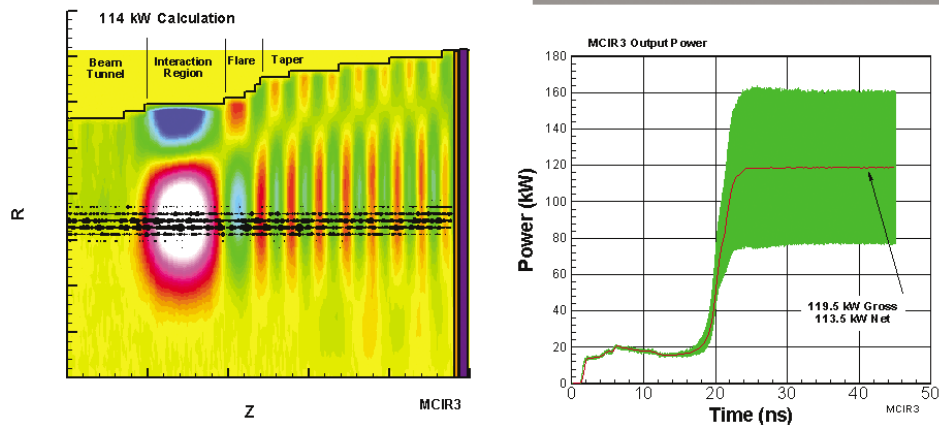 114 kW Calculation
Beam Tunnel
Interaction Region
Flare
Taper
R
Z
MCIR3
MCIR3 Output Power
180
160
140
120
100
80
60
40
20
0
Power (kW)
119.5 kW Gross
113.5 kW Net
0 10 20 30 40 50
Time (ns)
MCIR3